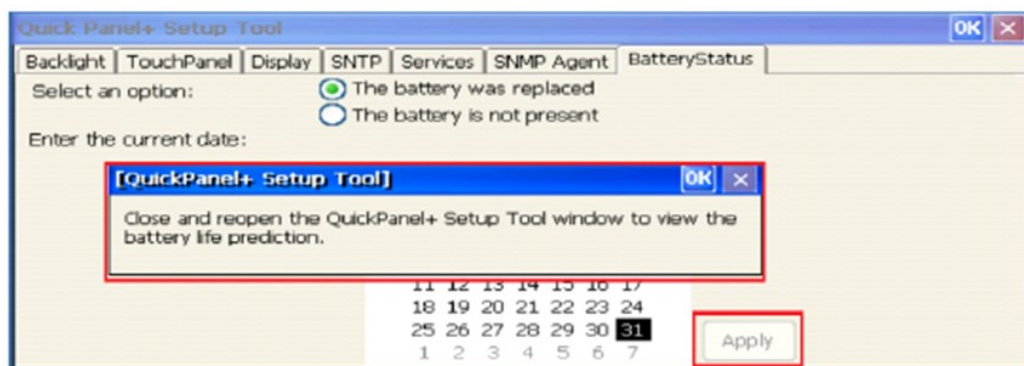 Quick Panel+ Setup Tool OK ×
Backlight TouchPanel Display SNTP Services SNMP Agent BatteryStatus
Select an option: The battery was replaced
The battery is not present
Enter the current date:
[QuickPanel+ Setup Tool] OK ×
Close and reopen the QuickPanel+ Setup Tool window to view the
battery life prediction.
11 12 13 14 15 16 17
18 19 20 21 22 23 24
25 26 27 28 29 30 31
Apply
1 2 3 4 5 6 7